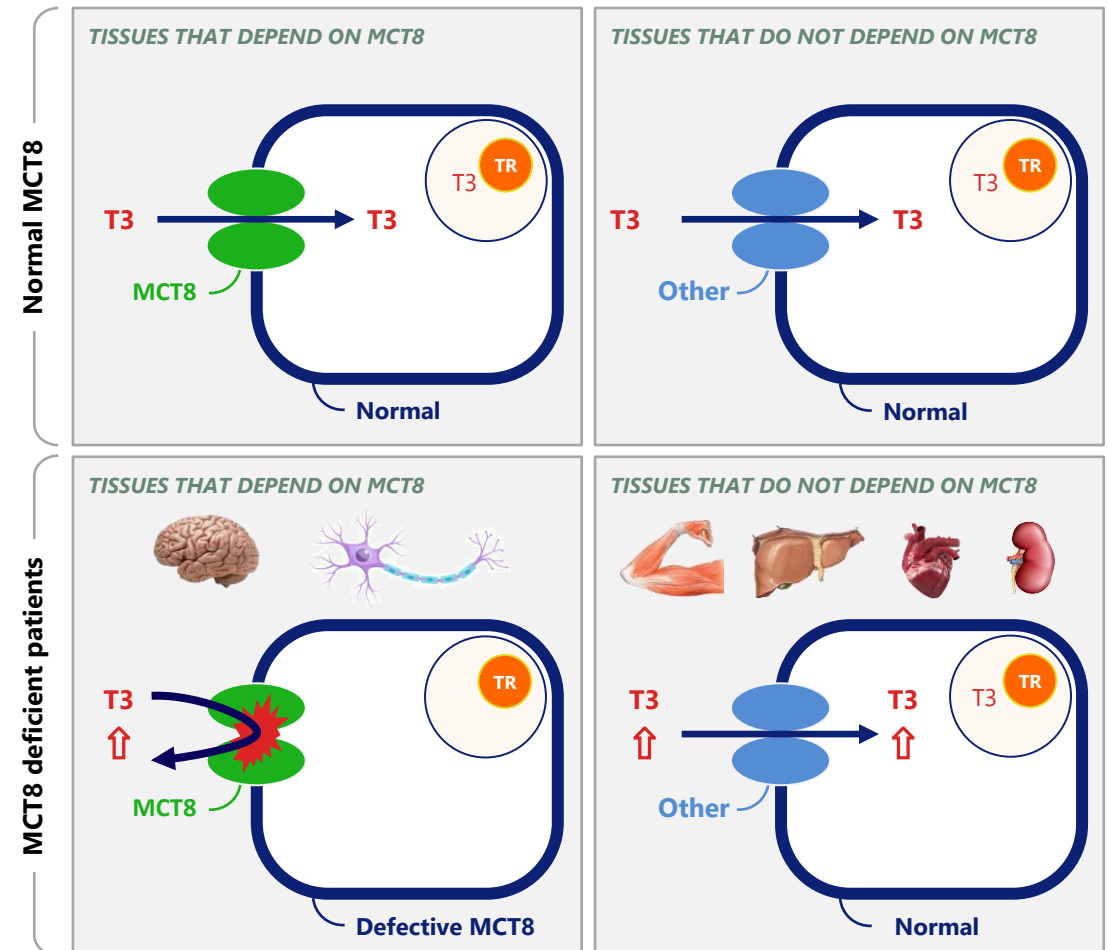 Normal MCT8
TISSUES THAT DEPEND ON MCT8
TR
T3
T3
T3
MCT8
Normal
TISSUES THAT DO NOT DEPEND ON MCT8
TR
T3
T3
T3
Other
Normal
MCT8 deficient patients
TISSUES THAT DEPEND ON MCT8
TR
T3
MCT8
Defective MCT8
TISSUES THAT DO NOT DEPEND ON MCT8
TR
T3
T3
T3
Other
Normal